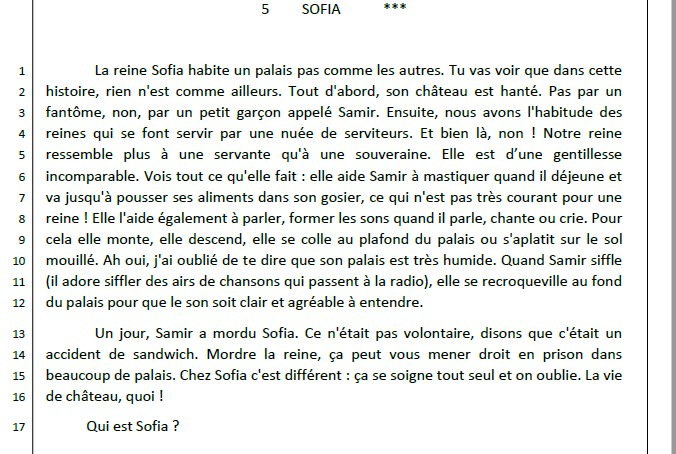 5 SOFIA ***
1 La reine Sofia habite un palais pas comme les autres. Tu vas voir que dans cette
2 histoire, rien n'est comme ailleurs. Tout d'abord, son château est hanté. Pas par un
3 fantôme, non, par un petit garçon appelé Samir. Ensuite, nous avons l'habitude des
4 reines qui se font servir par une nuée de serviteurs. Et bien là, non ! Notre reine
5 ressemble plus à une servante qu'à une souveraine. Elle est d’une gentillesse
6 incomparable. Vois tout ce qu'elle fait : elle aide Samir à mastiquer quand il déjeune et
7 va jusqu'à pousser ses aliments dans son gosier, ce qui n'est pas très courant pour une
8 reine ! Elle l'aide également à parler, former les sons quand il parle, chante ou crie. Pour
9 cela elle monte, elle descend, elle se colle au plafond du palais ou s'aplatit sur le sol
10 mouillé. Ah oui, j'ai oublié de te dire que son palais est très humide. Quand Samir siffle
11 (il adore siffler des airs de chansons qui passent à la radio), elle se recroqueville au fond
12 du palais pour que le son soit clair et agréable à entendre.
13 Un jour, Samir a mordu Sofia. Ce n'était pas volontaire, disons que c'était un
14 accident de sandwich. Mordre la reine, ça peut vous mener droit en prison dans
15 beaucoup de palais. Chez Sofia c'est différent : ça se soigne tout seul et on oublie. La vie
16 de château, quoi !
17 Qui est Sofia ?